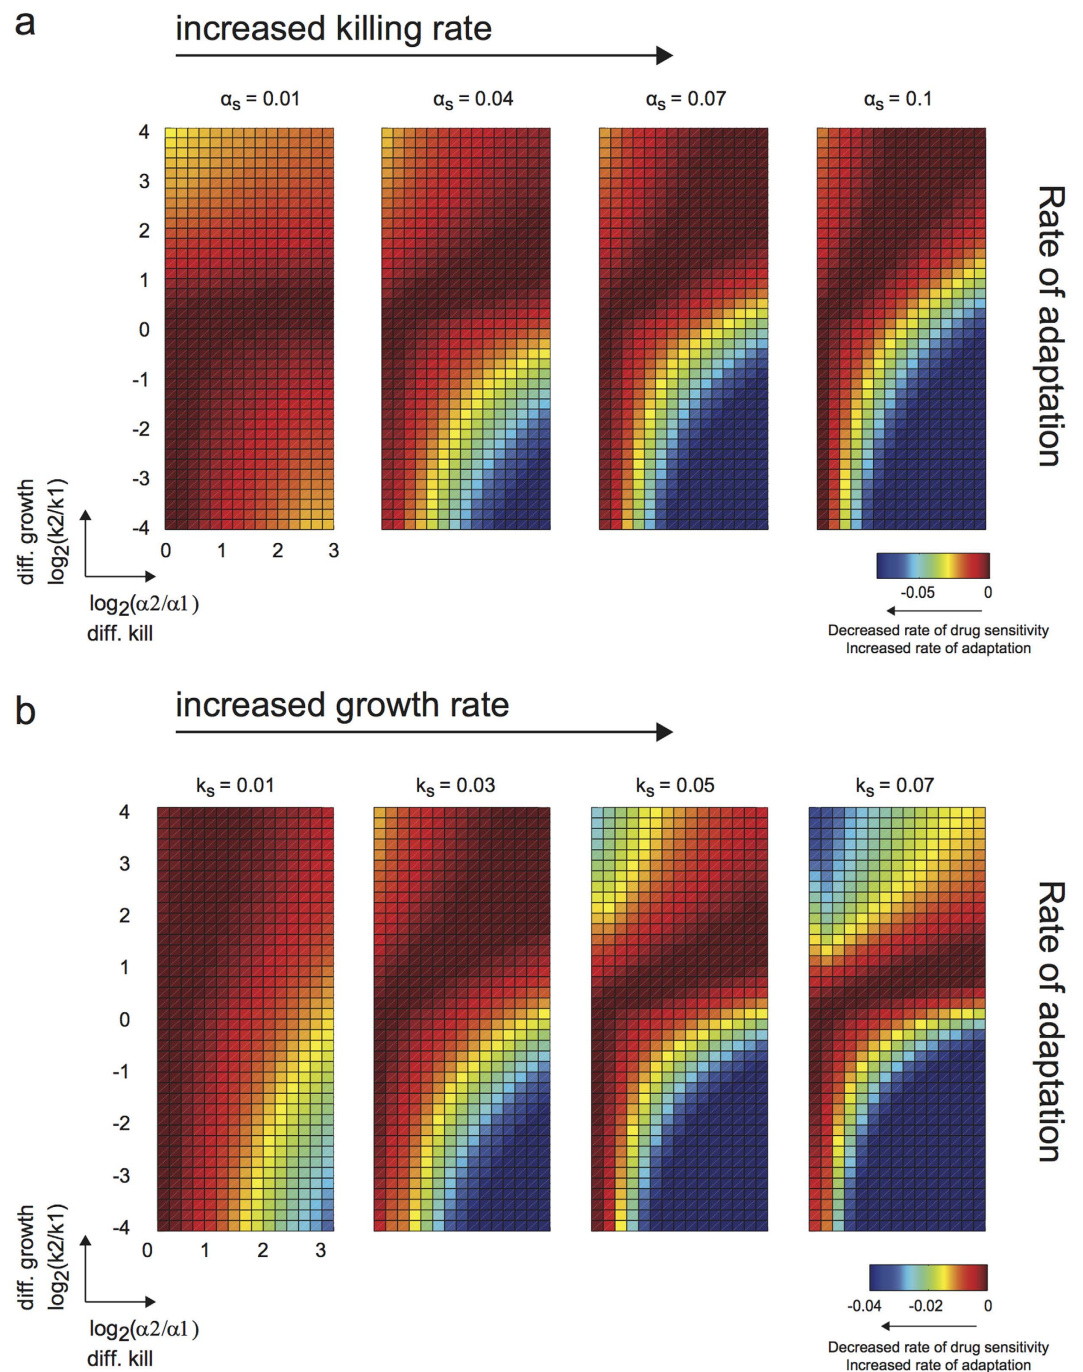 a
increased killing rate
αs = 0.01
αs = 0.04
αs = 0.07
αs = 0.1
4
3
2
1
0
-1
-2
-3
-4
0 1 2 3
diff. growth
log2(k2/k1)
log2(α2/α1)
diff. kill
Rate of adaptation
-0.05 0
Decreased rate of drug sensitivity
Increased rate of adaptation
b
increased growth rate
ks = 0.01
ks = 0.03
ks = 0.05
ks = 0.07
4
3
2
1
0
-1
-2
-3
-4
0 1 2 3
diff. growth
log2(k2/k1)
log2(α2/α1)
diff. kill
Rate of adaptation
-0.04 -0.02 0
Decreased rate of drug sensitivity
Increased rate of adaptation